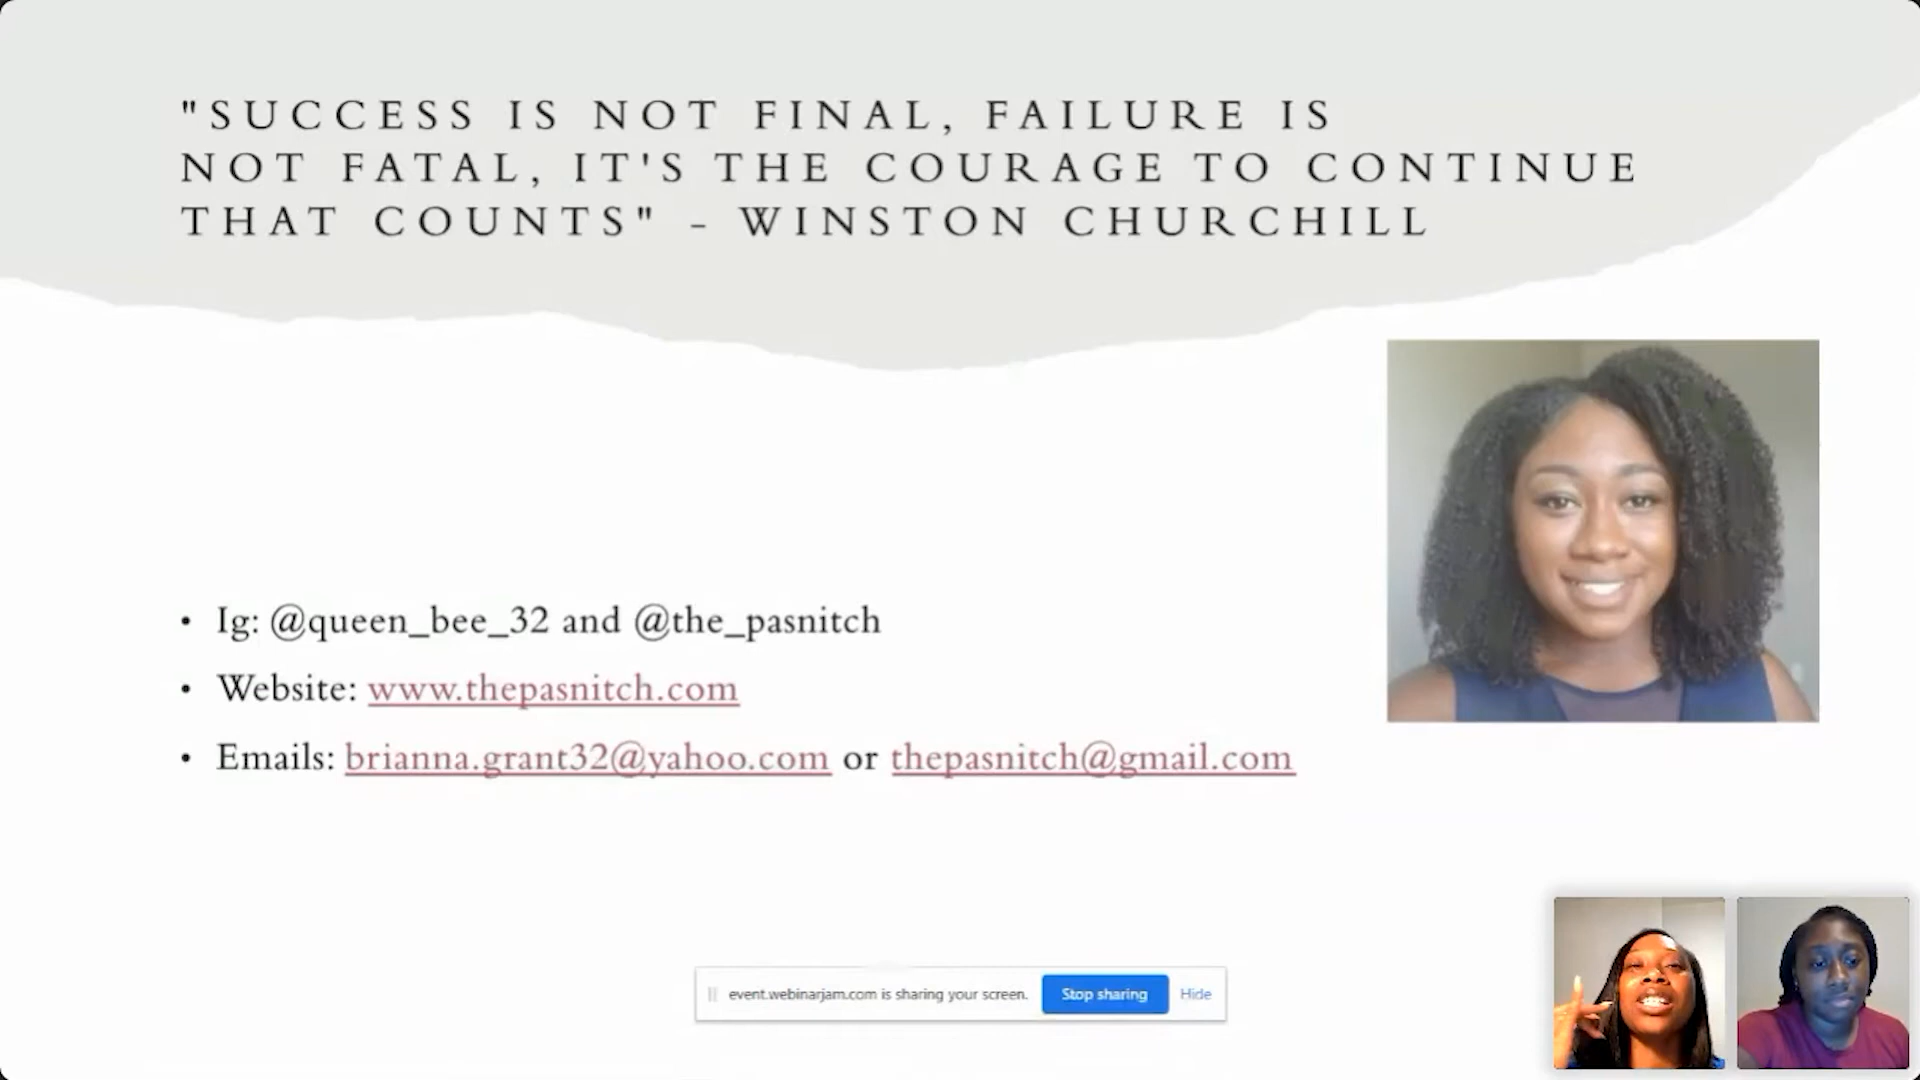 "SUCCESS IS NOT FINAL, FAILURE IS
NOT FATAL, IT'S THE COURAGE TO CONTINUE
THAT COUNTS" - WINSTON CHURCHILL
• Ig: @queen_bee_32 and @the_pasnitch
• Website: www.thepasnitch.com
• Emails: brianna.grant32@yahoo.com or thepasnitch@gmail.com
event.webinarjam.com is sharing your screen. Stop sharing Hide